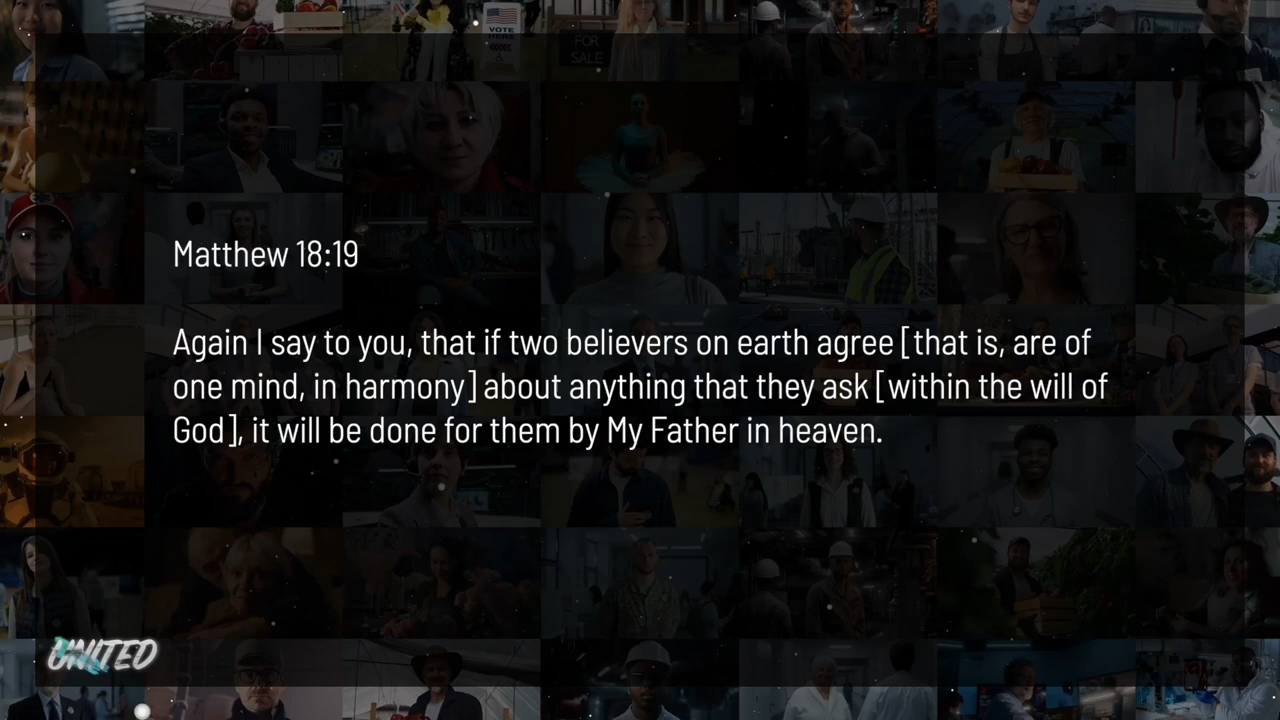 VOTE
HERE
FOR
SALE
Matthew 18:19
Again I say to you, that if two believers on earth agree [that is, are of
one mind, in harmony] about anything that they ask [within the will of
God], it will be done for them by My Father in heaven.
UNITED